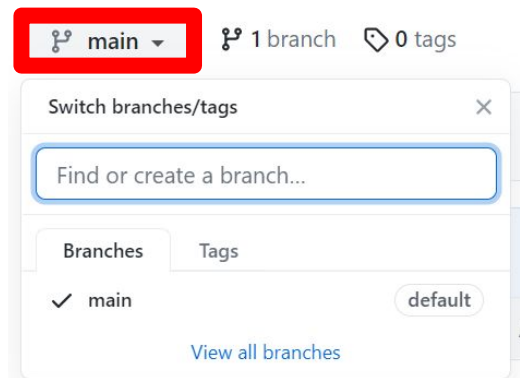 main 1 branch 0 tags
Switch branches/tags
Find or create a branch...
Branches Tags
main default
View all branches